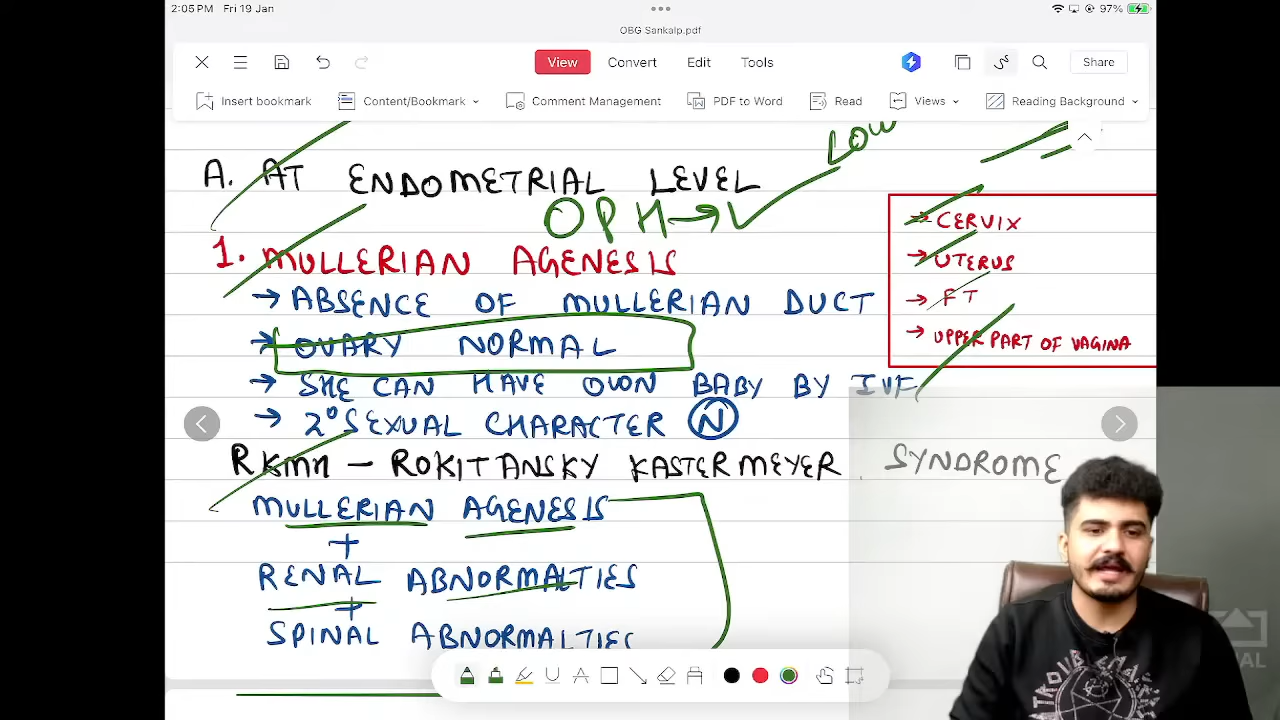 2:05 PM Fri 19 Jan
97%
OBG Sankalp.pdf
View Convert Edit Tools Share
Insert bookmark Content/Bookmark Comment Management PDF to Word Read Views Reading Background
LOW
A. AT ENDOMETRIAL LEVEL
OPH→
1. MULLERIAN AGENESIS
→ ABSENCE OF MULLERIAN DUCT
→ OVARY NORMAL
→ SHE CAN HAVE OWN BABY BY IVF
→ 2° SEXUAL CHARACTER N
→ CERVIX
→ UTERUS
→ FT
→ UPPER PART OF VAGINA
RKMH – ROKITANSKY KASTERMEYER SYNDROME
MULLERIAN AGENESIS
+
RENAL ABNORMALTIES
+
SPINAL ABNORMALTIES